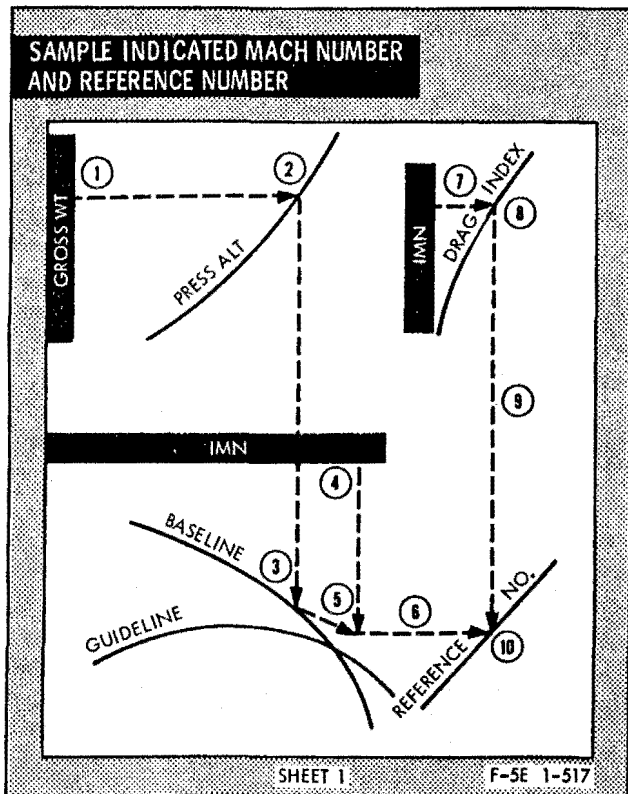 SAMPLE INDICATED MACH NUMBER
AND REFERENCE NUMBER
1
2
7
8
GROSS WT
PRESS ALT
IMN
DRAG INDEX
9
IMN
4
BASELINE
3
5
6
GUIDELINE
REFERENCE NO.
10
SHEET 1
F-5E 1-517